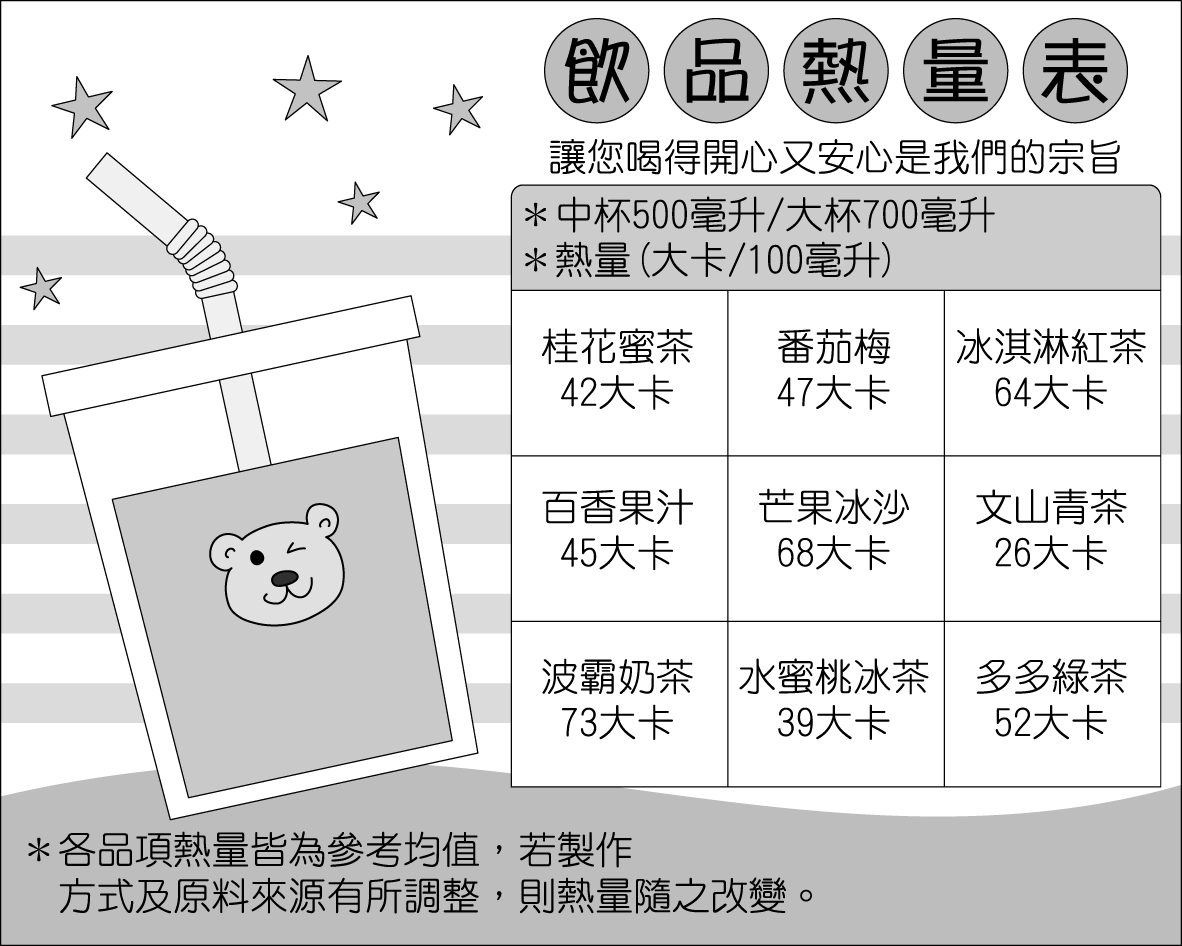 飲品熱量表
讓您喝得開心又安心是我們的宗旨
＊中杯500毫升/大杯700毫升
＊熱量(大卡/100毫升)
桂花蜜茶
42大卡
番茄梅
47大卡
冰淇淋紅茶
64大卡
百香果汁
45大卡
芒果冰沙
68大卡
文山青茶
26大卡
波霸奶茶
73大卡
水蜜桃冰茶
39大卡
多多綠茶
52大卡
＊各品項熱量皆為參考均值，若製作
方式及原料來源有所調整，則熱量隨之改變。